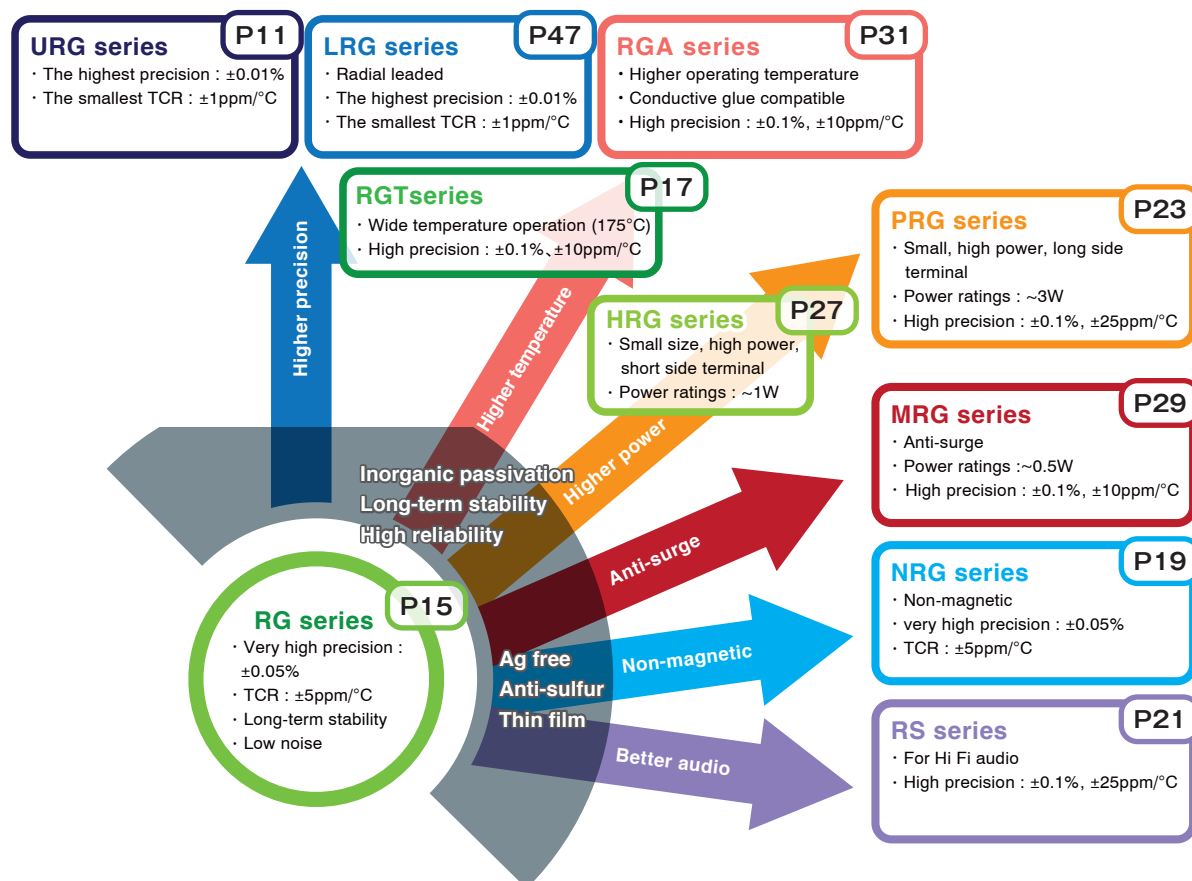 URG series
P11
· The highest precision : ±0.01%
· The smallest TCR : ±1ppm/°C
LRG series
P47
· Radial leaded
· The highest precision : ±0.01%
· The smallest TCR : ±1ppm/°C
RGA series
P31
· Higher operating temperature
· Conductive glue compatible
· High precision : ±0.1%, ±10ppm/°C
RGTseries
P17
· Wide temperature operation (175°C)
· High precision : ±0.1%、±10ppm/°C
PRG series
P23
· Small, high power, long side
terminal
· Power ratings : ~3W
· High precision : ±0.1%, ±25ppm/°C
HRG series
P27
· Small size, high power,
short side terminal
· Power ratings : ~1W
MRG series
P29
· Anti-surge
· Power ratings :~0.5W
· High precision : ±0.1%, ±10ppm/°C
NRG series
P19
· Non-magnetic
· very high precision : ±0.05%
· TCR : ±5ppm/°C
RS series
P21
· For Hi Fi audio
· High precision : ±0.1%, ±25ppm/°C
Higher precision
Higher temperature
Higher power
Anti-surge
Non-magnetic
Better audio
Inorganic passivation
Long-term stability
High reliability
Ag free
Anti-sulfur
Thin film
RG series
P15
· Very high precision :
±0.05%
· TCR : ±5ppm/°C
· Long-term stability
· Low noise